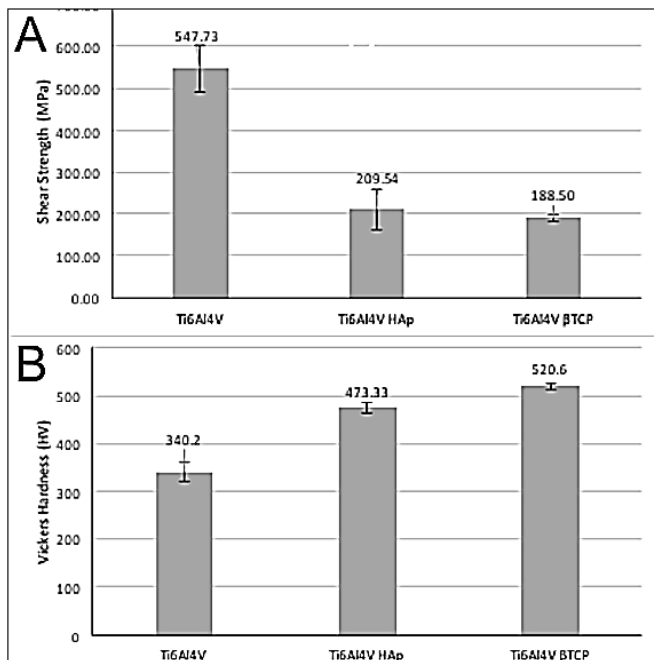 A
600.00
500.00
400.00
300.00
200.00
100.00
0.00
Shear Strength (MPa)
547.73
209.54
188.50
Ti6Al4V
Ti6Al4V HAp
Ti6Al4V βTCP
B
600
500
400
300
200
100
0
Vickers Hardness (HV)
340.2
473.33
520.6
Ti6Al4V
Ti6Al4V HAp
Ti6Al4V βTCP